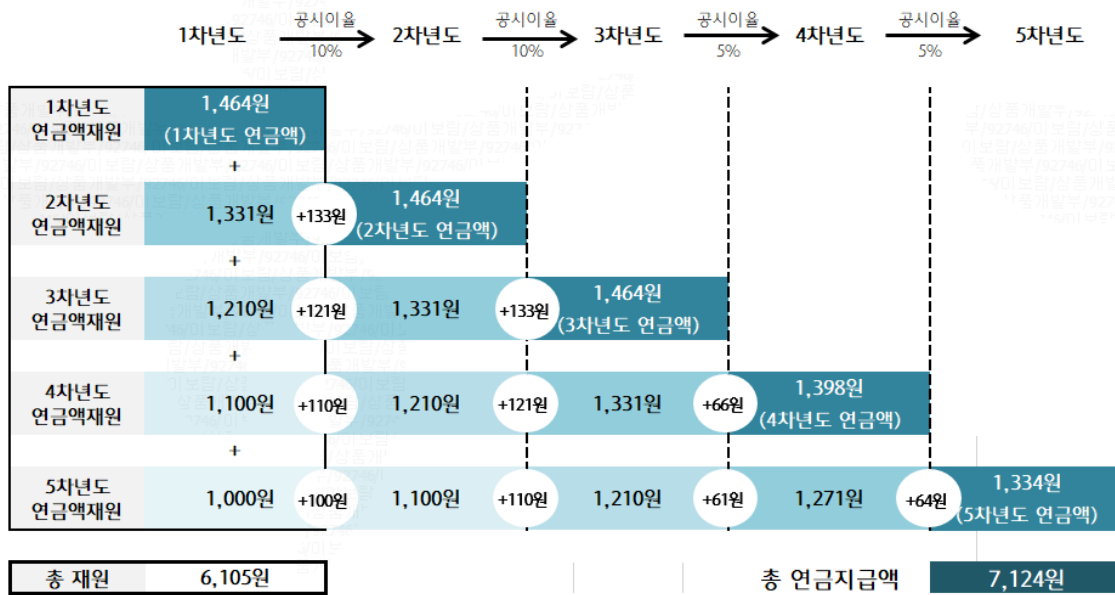 공시이율 공시이율 공시이율 공시이율
1차년도 2차년도 3차년도 4차년도 5차년도
10% 10% 5% 5%
1차년도 1,464원
연금액재원 (1차년도 연금액)
+
2차년도 1,464원
연금액재원 1,331원 +133원 (2차년도 연금액)
+
3차년도 1,464원
연금액재원 1,210원 +121원 1,331원 +133원 (3차년도 연금액)
+
4차년도 1,398원
연금액재원 1,100원 +110원 1,210원 +121원 1,331원 +66원 (4차년도 연금액)
+
5차년도 1,334원
연금액재원 1,000원 +100원 1,100원 +110원 1,210원 +61원 1,271원 +64원 (5차년도 연금액)
총 재원 6,105원 총 연금지급액 7,124원